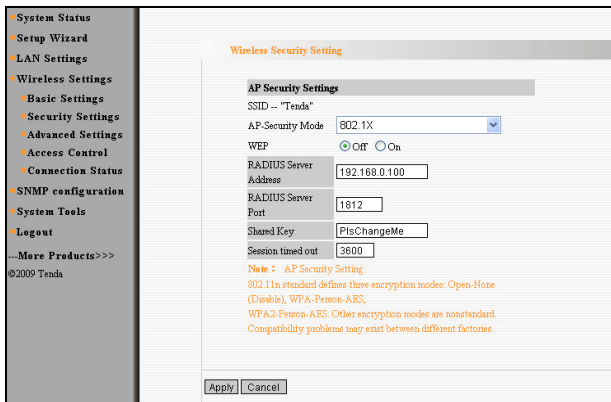 System Status
Setup Wizard
LAN Settings
Wireless Settings
Basic Settings
Security Settings
Advanced Settings
Access Control
Connection Status
SNMP configuration
System Tools
Logout
---More Products>>>
©2009 Tenda
Wireless Security Setting
AP Security Settings
SSID -- "Tenda"
AP-Security Mode 802.1X
WEP Off On
RADIUS Server
Address 192.168.0.100
RADIUS Server
Port 1812
Shared Key PlsChangeMe
Session timed out 3600
Note： AP Security Setting
802.11n standard defines three encryption modes: Open-None
(Disable), WPA-Person-AES,
WPA2-Person-AES. Other encryption modes are nonstandard.
Compatibility problems may exist between different factories.
Apply Cancel